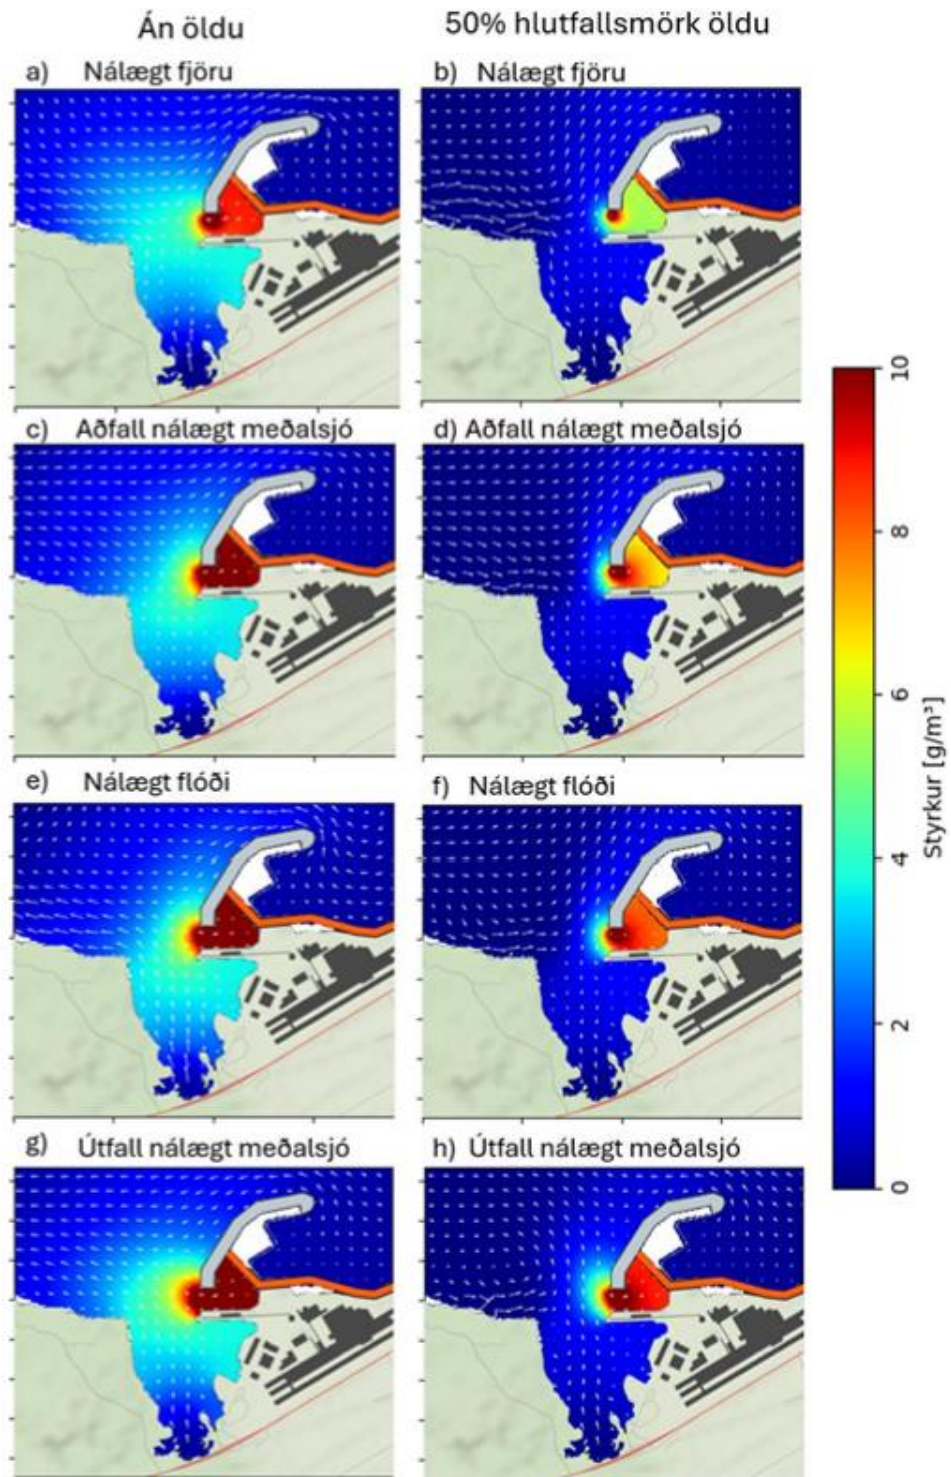 Án öldu
50% hlutfallsmörk öldu
a) Nálægt fjöru
b) Nálægt fjöru
c) Aðfall nálægt meðalsjó
d) Aðfall nálægt meðalsjó
e) Nálægt flóði
f) Nálægt flóði
g) Útfall nálægt meðalsjó
h) Útfall nálægt meðalsjó
10
8
6
4
2
0
Styrkur [g/m³]